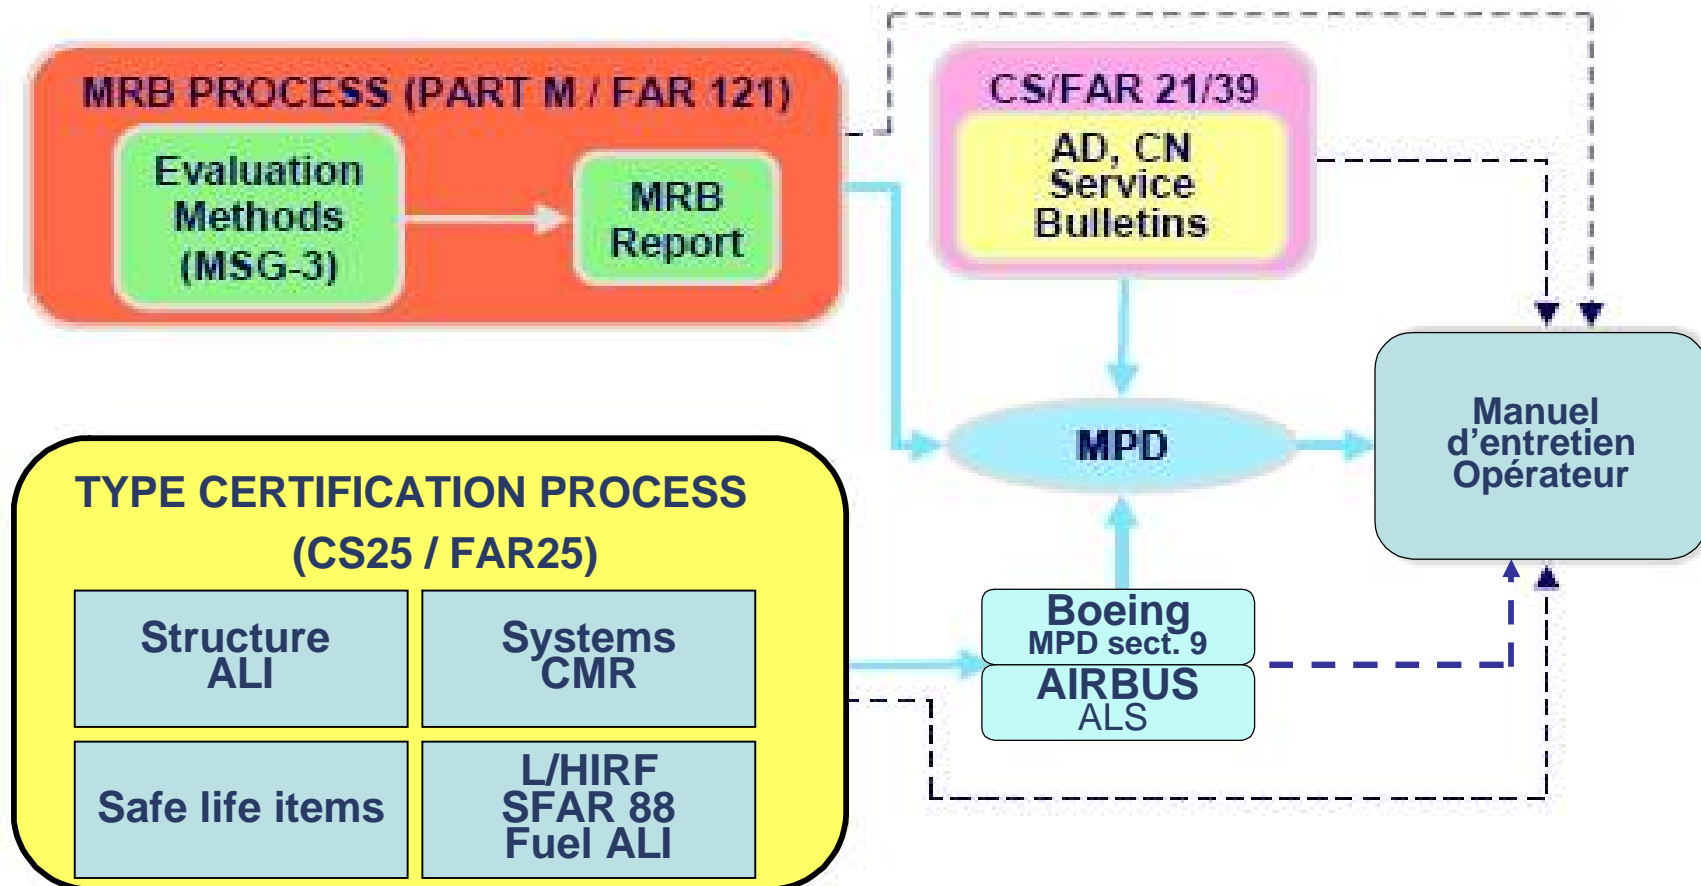 MRB PROCESS (PART M / FAR 121)
Evaluation
Methods
(MSG-3)
MRB
Report
CS/FAR 21/39
AD, CN
Service
Bulletins
MPD
Manuel
d’entretien
Opérateur
TYPE CERTIFICATION PROCESS
(CS25 / FAR25)
Structure
ALI
Systems
CMR
Safe life items
L/HIRF
SFAR 88
Fuel ALI
Boeing
MPD sect. 9
AIRBUS
ALS